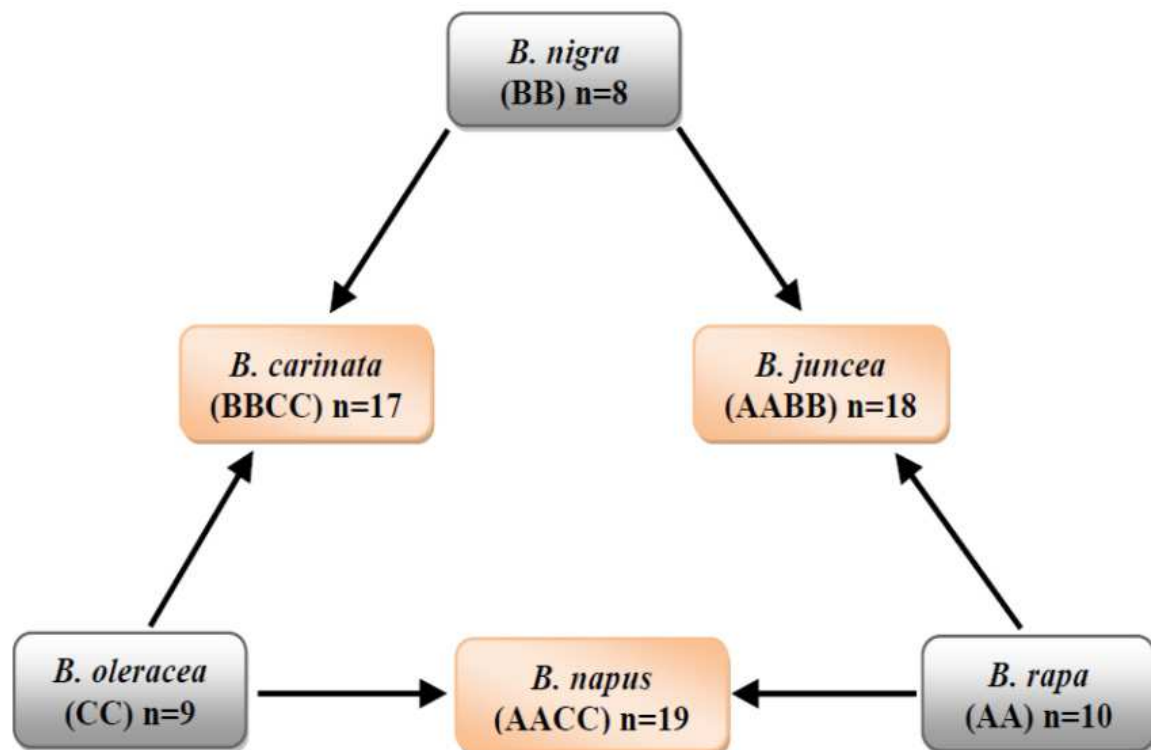 B. nigra
(BB) n=8
B. carinata
(BBCC) n=17
B. juncea
(AABB) n=18
B. oleracea
(CC) n=9
B. napus
(AACC) n=19
B. rapa
(AA) n=10